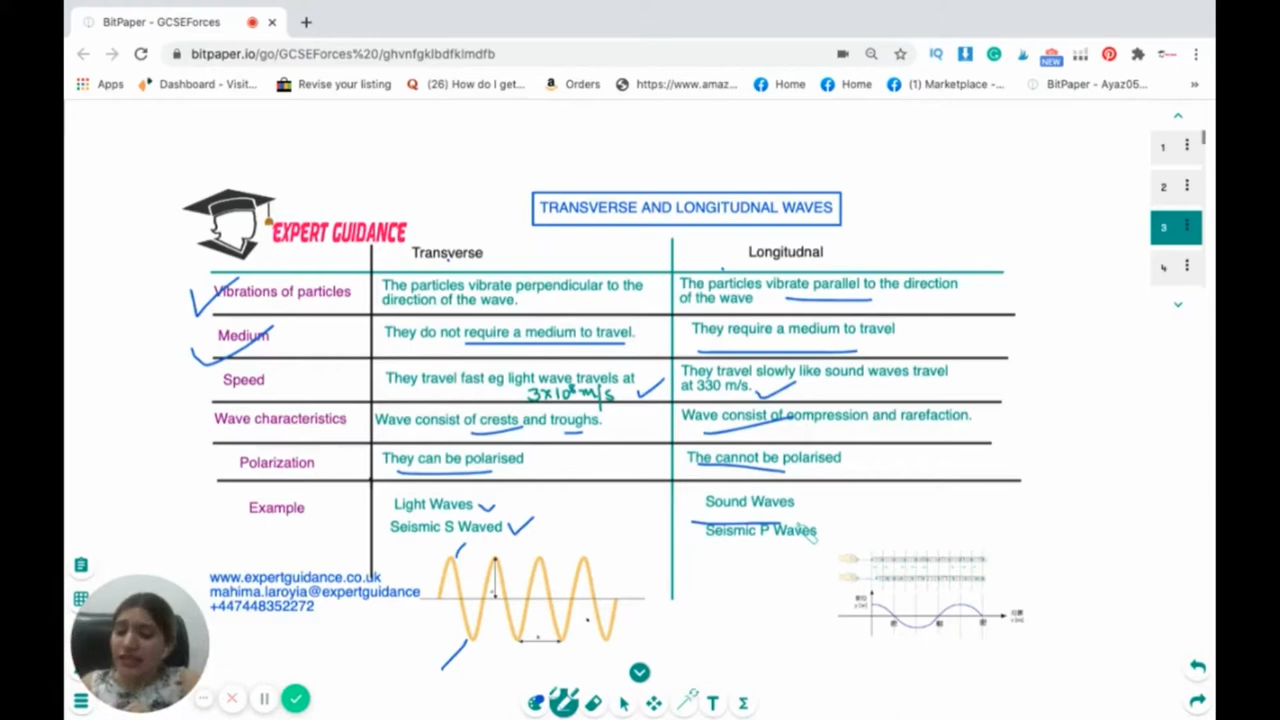 BitPaper - GCSEForces
bitpaper.io/go/GCSEForces%20/ghvnfgklbdfklmdfb
IQ
NEW
Apps
Dashboard - Visit...
Revise your listing
(26) How do I get...
Orders
https://www.amaz...
Home
Home
(1) Marketplace -...
BitPaper - Ayaz05...
1
2
3
4
EXPERT GUIDANCE
TRANSVERSE AND LONGITUDNAL WAVES
Transverse
Longitudnal
Vibrations of particles
The particles vibrate perpendicular to the
direction of the wave.
The particles vibrate parallel to the direction
of the wave
Medium
They do not require a medium to travel.
They require a medium to travel
Speed
They travel fast eg light wave travels at
3x10⁸ m/s
They travel slowly like sound waves travel
at 330 m/s.
Wave characteristics
Wave consist of crests and troughs.
Wave consist of compression and rarefaction.
Polarization
They can be polarised
The cannot be polarised
Example
Light Waves
Seismic S Waved
Sound Waves
Seismic P Waves
www.expertguidance.co.uk
mahima.laroyia@expertguidance
+447448352272
T
Σ